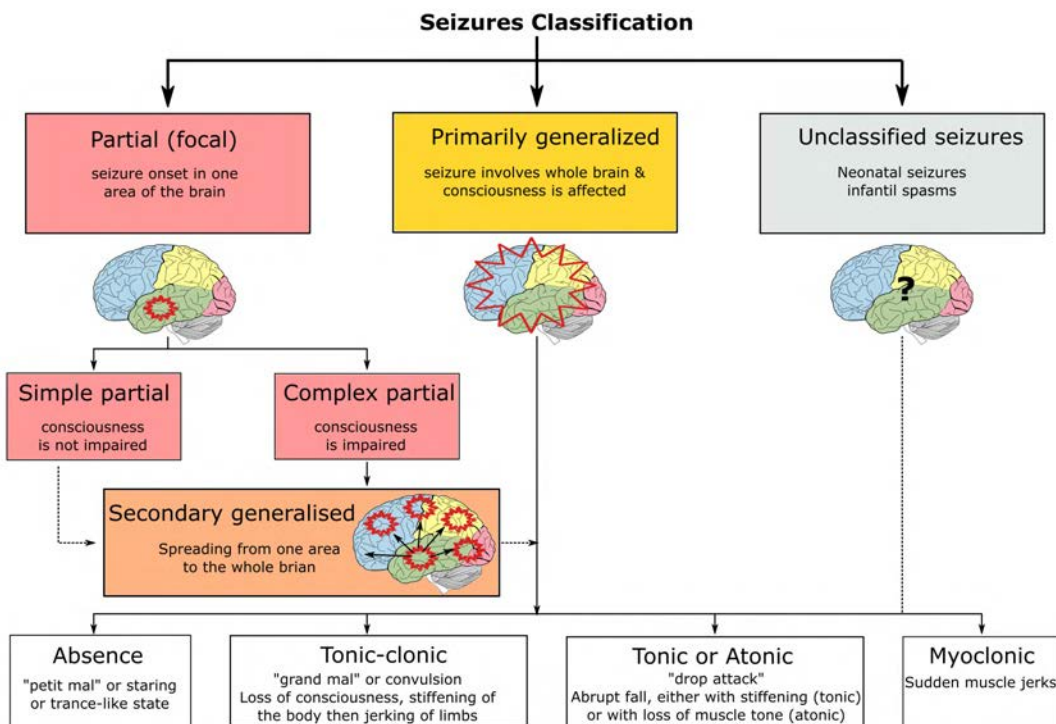 Seizures Classification
Partial (focal)
seizure onset in one
area of the brain
Primarily generalized
seizure involves whole brain &
consciousness is affected
Unclassified seizures
Neonatal seizures
infantil spasms
?
Simple partial
consciousness
is not impaired
Complex partial
consciousness
is impaired
Secondary generalised
Spreading from one area
to the whole brian
Absence
"petit mal" or staring
or trance-like state
Tonic-clonic
"grand mal" or convulsion
Loss of consciousness, stiffening of
the body then jerking of limbs
Tonic or Atonic
"drop attack"
Abrupt fall, either with stiffening (tonic)
or with loss of muscle tone (atonic)
Myoclonic
Sudden muscle jerks